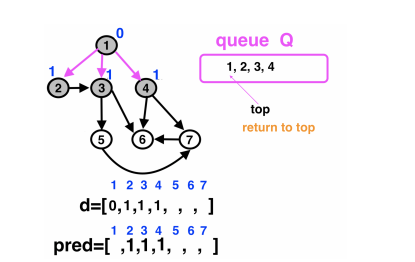 0
queue Q
1
1
1, 2, 3, 4
1 1 1
2 3 4
top
return to top
5 6 7
1 2 3 4 5 6 7
d=[0,1,1,1, , , ]
1 2 3 4 5 6 7
pred=[ ,1,1,1, , , ]